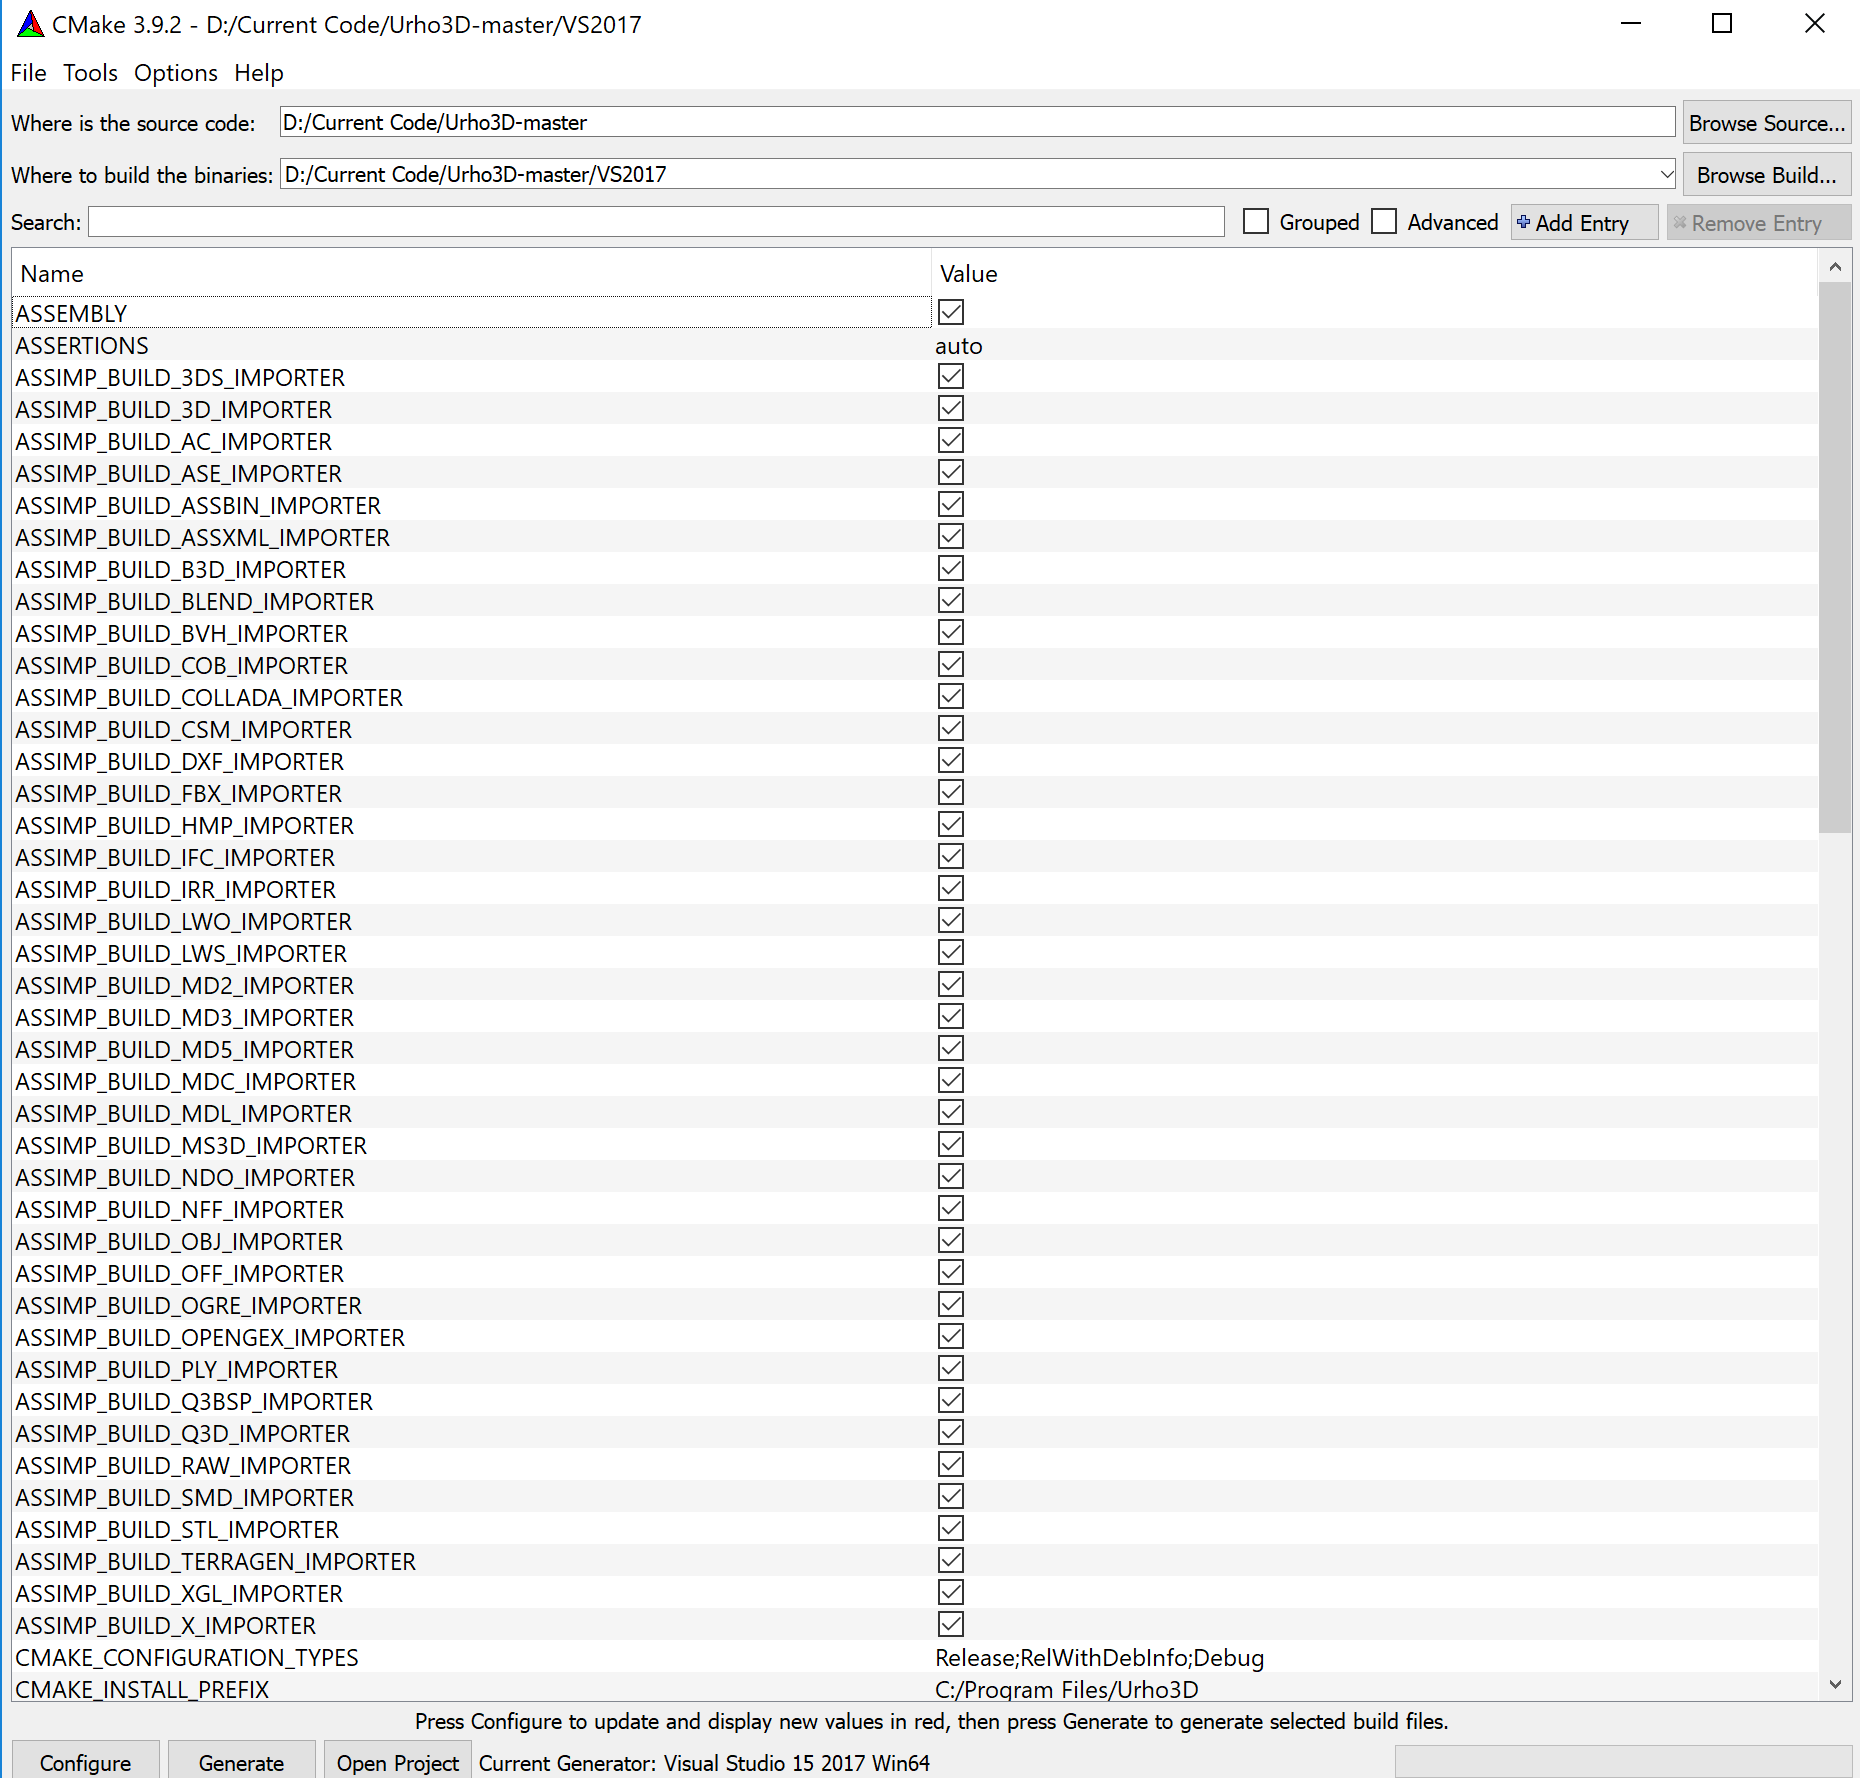 CMake 3.9.2 - D:/Current Code/Urho3D-master/VS2017
File Tools Options Help
Where is the source code: D:/Current Code/Urho3D-master Browse Source...
Where to build the binaries: D:/Current Code/Urho3D-master/VS2017 Browse Build...
Search: Grouped Advanced Add Entry Remove Entry
Name Value
ASSEMBLY
ASSERTIONS auto
ASSIMP_BUILD_3DS_IMPORTER
ASSIMP_BUILD_3D_IMPORTER
ASSIMP_BUILD_AC_IMPORTER
ASSIMP_BUILD_ASE_IMPORTER
ASSIMP_BUILD_ASSBIN_IMPORTER
ASSIMP_BUILD_ASSXML_IMPORTER
ASSIMP_BUILD_B3D_IMPORTER
ASSIMP_BUILD_BLEND_IMPORTER
ASSIMP_BUILD_BVH_IMPORTER
ASSIMP_BUILD_COB_IMPORTER
ASSIMP_BUILD_COLLADA_IMPORTER
ASSIMP_BUILD_CSM_IMPORTER
ASSIMP_BUILD_DXF_IMPORTER
ASSIMP_BUILD_FBX_IMPORTER
ASSIMP_BUILD_HMP_IMPORTER
ASSIMP_BUILD_IFC_IMPORTER
ASSIMP_BUILD_IRR_IMPORTER
ASSIMP_BUILD_LWO_IMPORTER
ASSIMP_BUILD_LWS_IMPORTER
ASSIMP_BUILD_MD2_IMPORTER
ASSIMP_BUILD_MD3_IMPORTER
ASSIMP_BUILD_MD5_IMPORTER
ASSIMP_BUILD_MDC_IMPORTER
ASSIMP_BUILD_MDL_IMPORTER
ASSIMP_BUILD_MS3D_IMPORTER
ASSIMP_BUILD_NDO_IMPORTER
ASSIMP_BUILD_NFF_IMPORTER
ASSIMP_BUILD_OBJ_IMPORTER
ASSIMP_BUILD_OFF_IMPORTER
ASSIMP_BUILD_OGRE_IMPORTER
ASSIMP_BUILD_OPENGEX_IMPORTER
ASSIMP_BUILD_PLY_IMPORTER
ASSIMP_BUILD_Q3BSP_IMPORTER
ASSIMP_BUILD_Q3D_IMPORTER
ASSIMP_BUILD_RAW_IMPORTER
ASSIMP_BUILD_SMD_IMPORTER
ASSIMP_BUILD_STL_IMPORTER
ASSIMP_BUILD_TERRAGEN_IMPORTER
ASSIMP_BUILD_XGL_IMPORTER
ASSIMP_BUILD_X_IMPORTER
CMAKE_CONFIGURATION_TYPES Release;RelWithDebInfo;Debug
CMAKE_INSTALL_PREFIX C:/Program Files/Urho3D
Press Configure to update and display new values in red, then press Generate to generate selected build files.
Configure Generate Open Project Current Generator: Visual Studio 15 2017 Win64